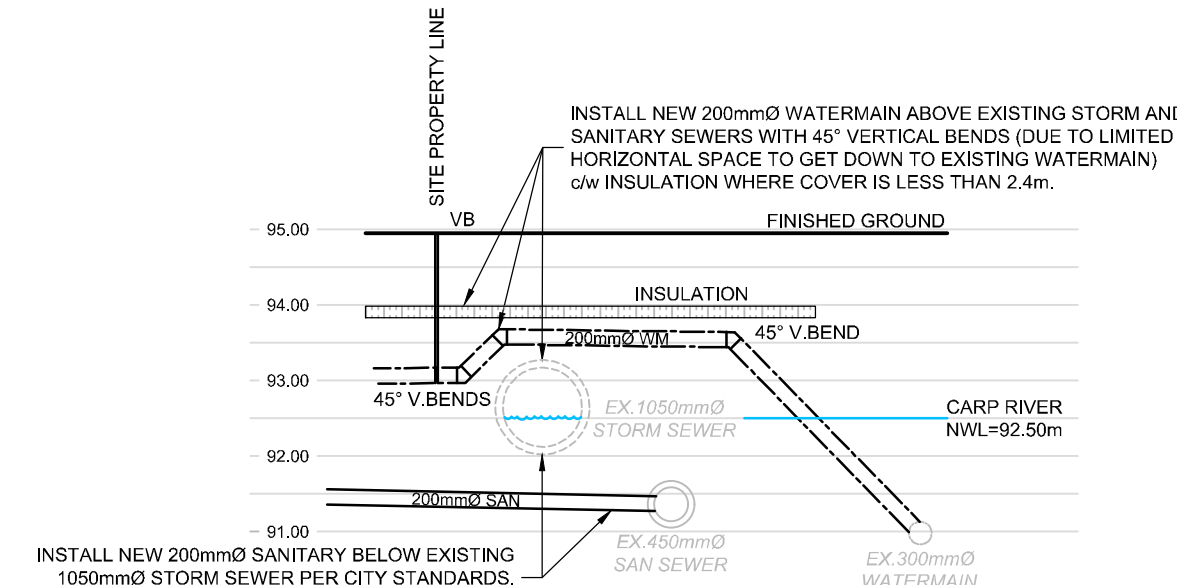 SITE PROPERTY LINE
INSTALL NEW 200mmØ WATERMAIN ABOVE EXISTING STORM AND
SANITARY SEWERS WITH 45° VERTICAL BENDS (DUE TO LIMITED
HORIZONTAL SPACE TO GET DOWN TO EXISTING WATERMAIN)
c/w INSULATION WHERE COVER IS LESS THAN 2.4m.
VB
FINISHED GROUND
95.00
INSULATION
94.00
200mmØ WM
45° V.BEND
93.00
45° V.BENDS
EX.1050mmØ
STORM SEWER
CARP RIVER
NWL=92.50m
92.00
200mmØ SAN
91.00
EX.450mmØ
SAN SEWER
EX.300mmØ
WATERMAIN
INSTALL NEW 200mmØ SANITARY BELOW EXISTING
1050mmØ STORM SEWER PER CITY STANDARDS.